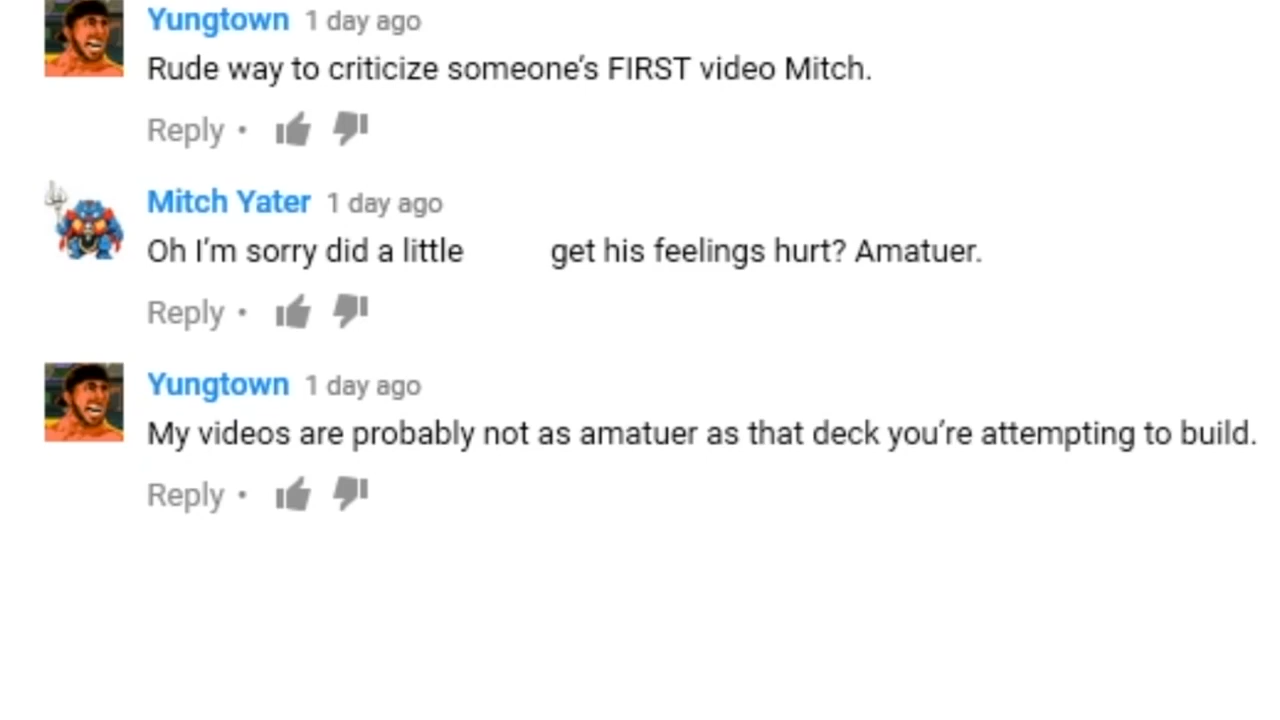 Yungtown 1 day ago
Rude way to criticize someone's FIRST video Mitch.
Reply •
Mitch Yater 1 day ago
Oh I'm sorry did a little get his feelings hurt? Amatuer.
Reply •
Yungtown 1 day ago
My videos are probably not as amatuer as that deck you're attempting to build.
Reply •